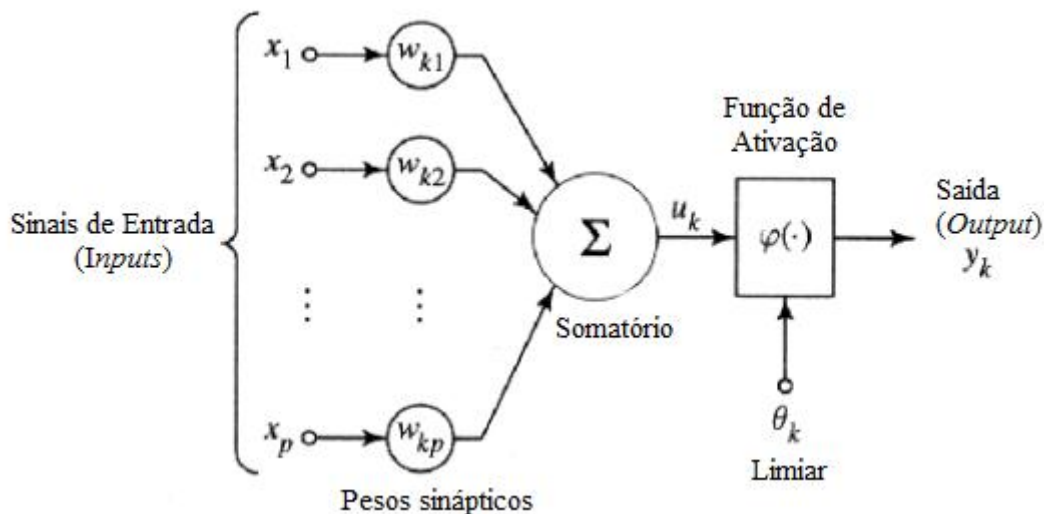 x1
wk1
x2
wk2
Sinais de Entrada
(Inputs)
xp
wkp
Pesos sinápticos
Σ
Somatório
uk
Função de
Ativação
φ(·)
θk
Limiar
Saida
(Output)
yk